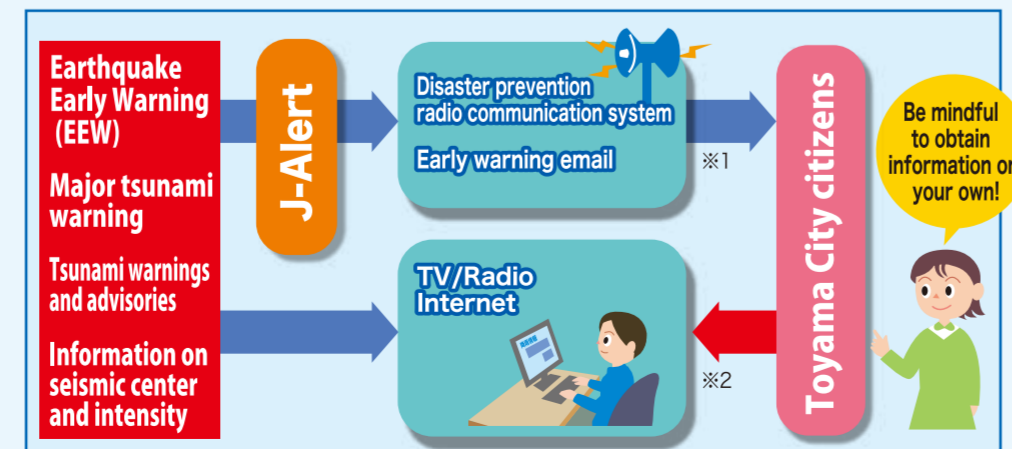 Earthquake
Early Warning
(EEW)
Major tsunami
warning
Tsunami warnings
and advisories
Information on
seismic center
and intensity
J-Alert
Disaster prevention
radio communication system
Early warning email
※1
TV/Radio
Internet
※2
Toyama City citizens
Be mindful
to obtain
information on
your own!